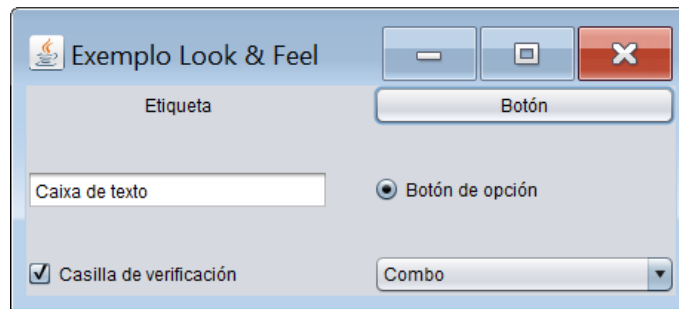 Exemplo Look & Feel
Etiqueta
Botón
Caixa de texto
Botón de opción
Casilla de verificación
Combo